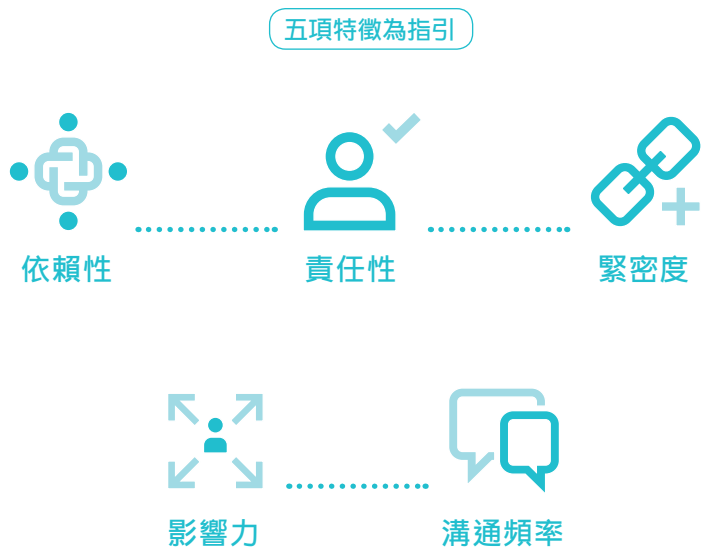 五項特徵為指引
依賴性
責任性
緊密度
影響力
溝通頻率